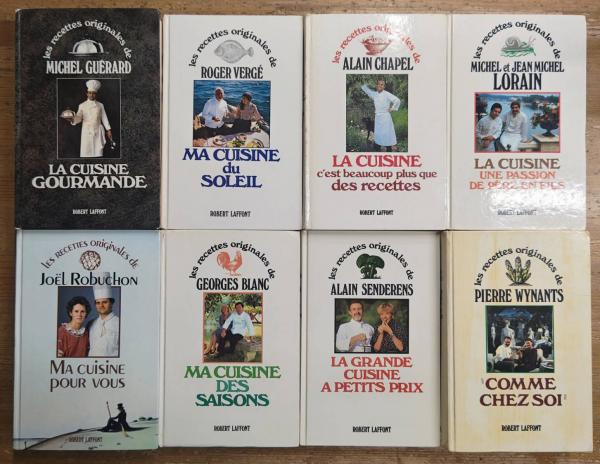 les recettes originales de
MICHEL GUÉRARD
LA CUISINE
GOURMANDE
ROBERT LAFFONT
les recettes originales de
ROGER VERGÉ
MA CUISINE
DU
SOLEIL
ROBERT LAFFONT
les recettes originales de
ALAIN CHAPEL
LA CUISINE
c'est beaucoup plus que
des recettes
ROBERT LAFFONT
les recettes originales de
MICHEL et JEAN MICHEL
LORAIN
LA CUISINE
UNE PASSION
DE PÈRE EN FILS
ROBERT LAFFONT
LES RECETTES ORIGINALES DE
JOËL ROBUCHON
MA CUISINE
POUR VOUS
ROBERT LAFFONT
les recettes originales de
GEORGES BLANC
MA CUISINE
DES
SAISONS
ROBERT LAFFONT
les recettes originales de
ALAIN SENDERENS
LA GRANDE
CUISINE
A PETITS PRIX
ROBERT LAFFONT
les recettes originales de
PIERRE WYNANTS
"COMME
CHEZ SOI"
ROBERT LAFFONT